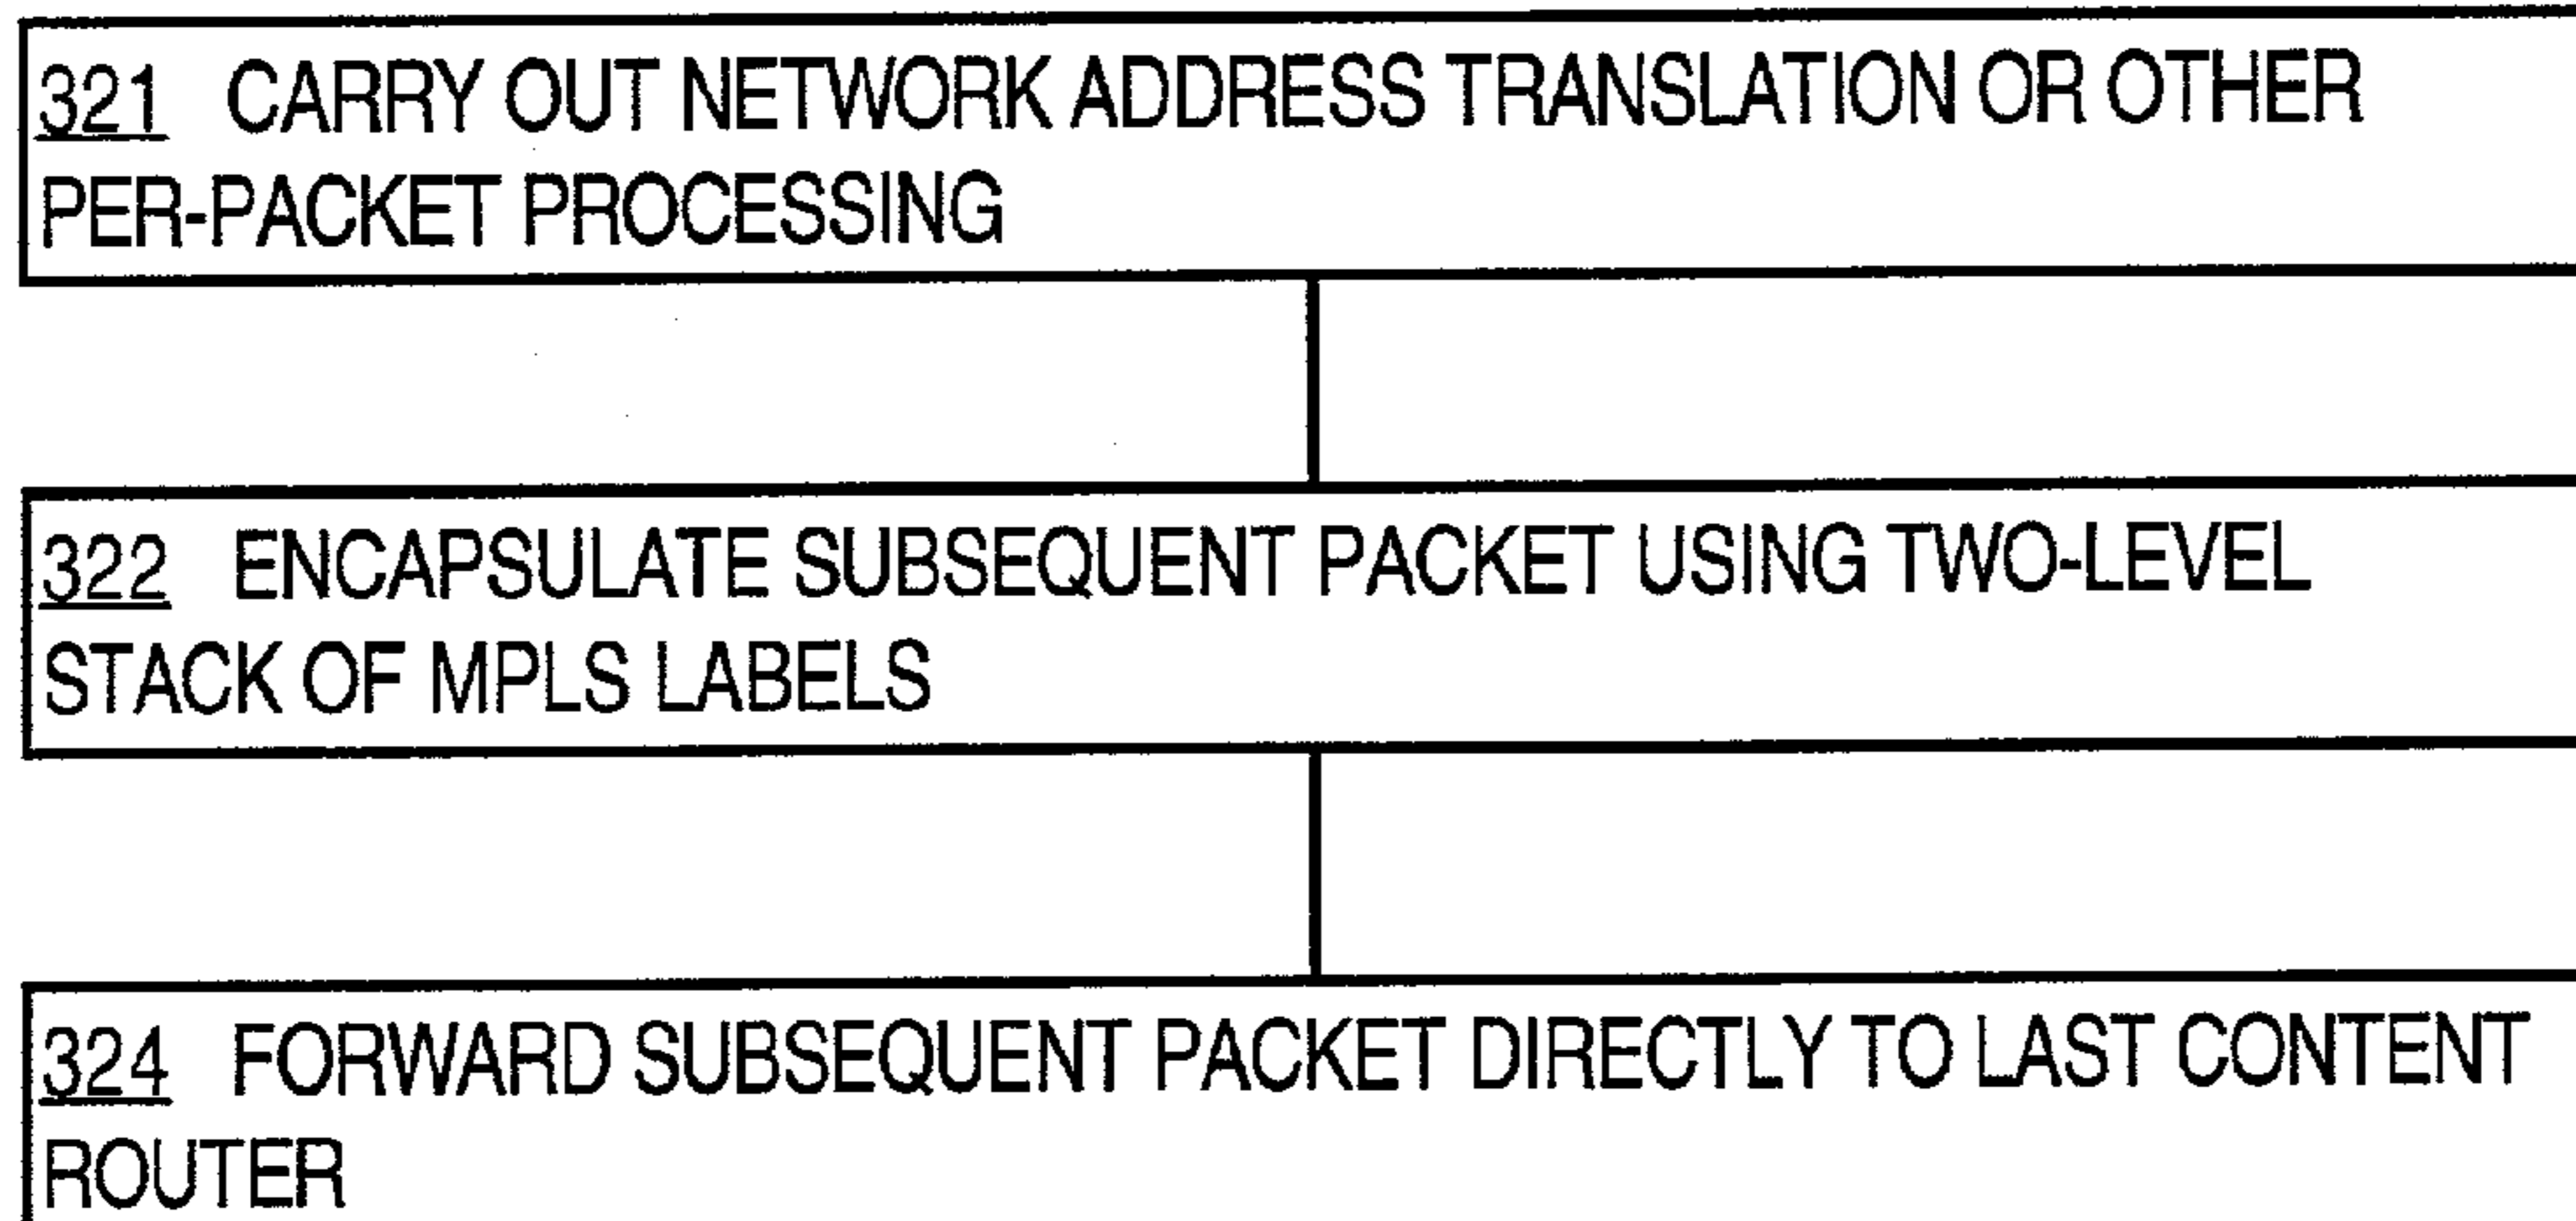 321 CARRY OUT NETWORK ADDRESS TRANSLATION OR OTHER
PER-PACKET PROCESSING
322 ENCAPSULATE SUBSEQUENT PACKET USING TWO-LEVEL
STACK OF MPLS LABELS
324 FORWARD SUBSEQUENT PACKET DIRECTLY TO LAST CONTENT
ROUTER